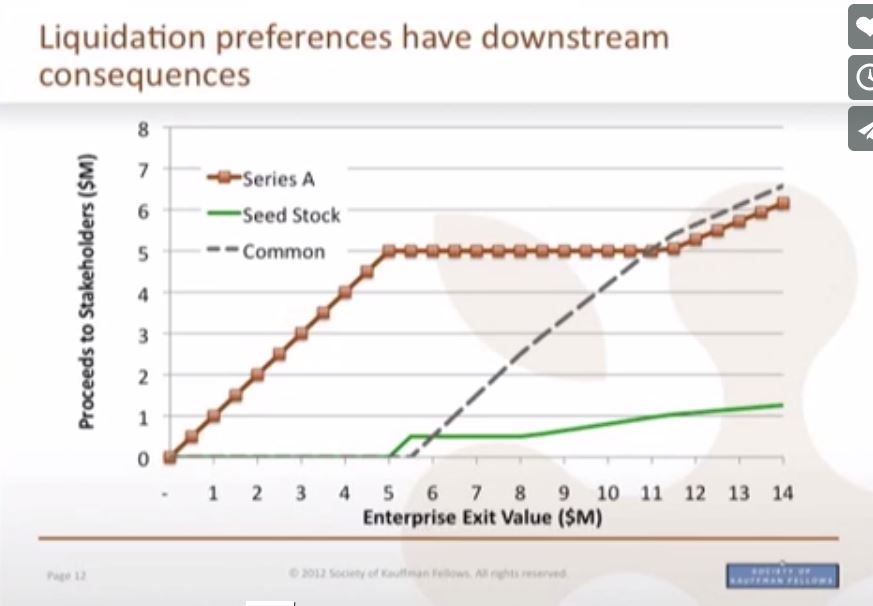 Liquidation preferences have downstream
consequences
Proceeds to Stakeholders ($M)
8
7
6
5
4
3
2
1
0
Series A
Seed Stock
Common
- 1 2 3 4 5 6 7 8 9 10 11 12 13 14
Enterprise Exit Value ($M)
Page 12
© 2012 Society of Kauffman Fellows. All rights reserved.
SOCIETY OF
KAUFFMAN FELLOWS